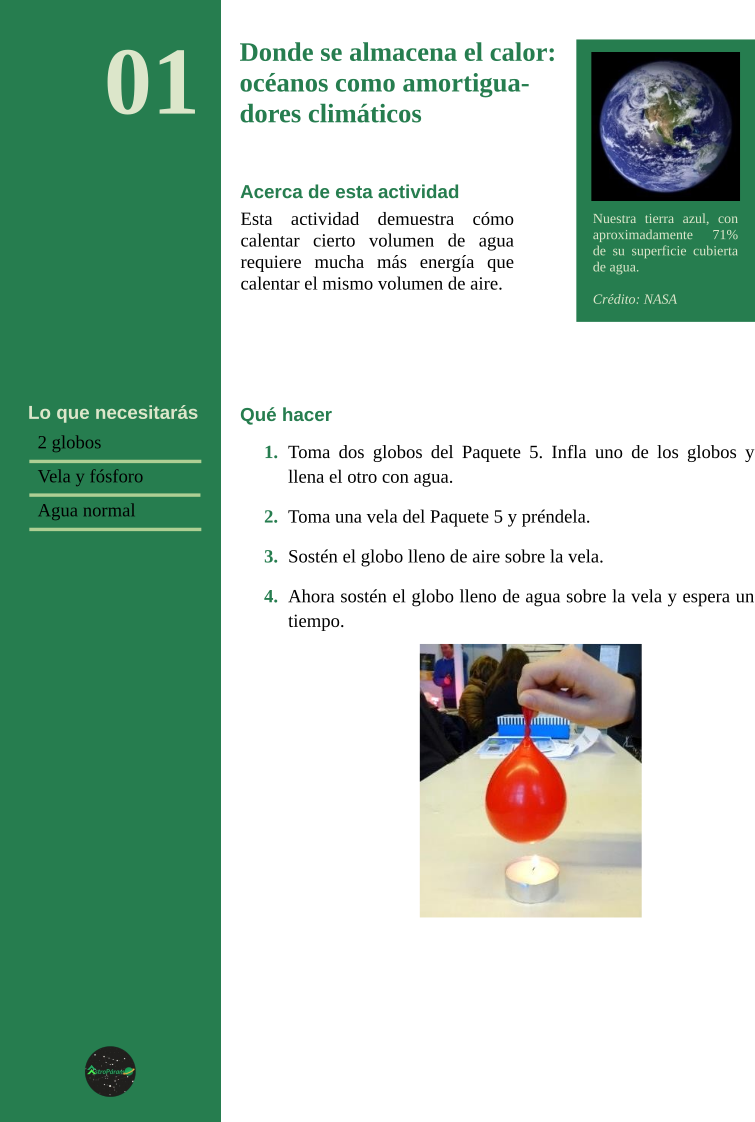 01
Donde se almacena el calor:
océanos como amortigua-
dores climáticos
Acerca de esta actividad
Esta actividad demuestra cómo
calentar cierto volumen de agua
requiere mucha más energía que
calentar el mismo volumen de aire.
Nuestra tierra azul, con
aproximadamente 71%
de su superficie cubierta
de agua.
Crédito: NASA
Lo que necesitarás
2 globos
Vela y fósforo
Agua normal
Qué hacer
1. Toma dos globos del Paquete 5. Infla uno de los globos y
llena el otro con agua.
2. Toma una vela del Paquete 5 y préndela.
3. Sostén el globo lleno de aire sobre la vela.
4. Ahora sostén el globo lleno de agua sobre la vela y espera un
tiempo.